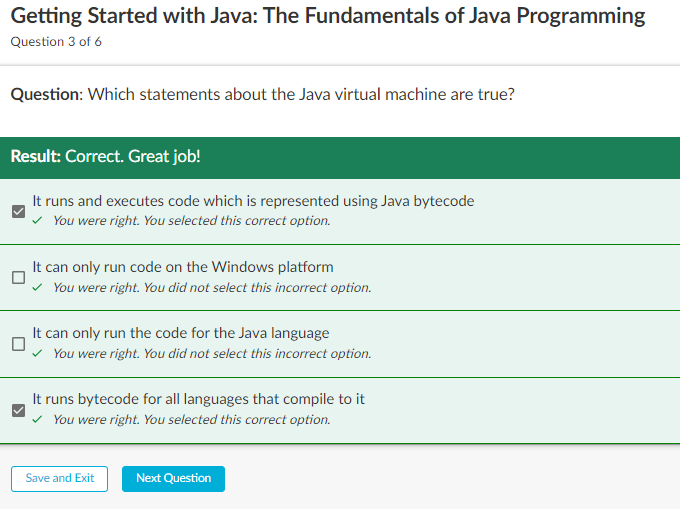 Getting Started with Java: The Fundamentals of Java Programming
Question 3 of 6
Question: Which statements about the Java virtual machine are true?
Result: Correct. Great job!
It runs and executes code which is represented using Java bytecode
You were right. You selected this correct option.
It can only run code on the Windows platform
You were right. You did not select this incorrect option.
It can only run the code for the Java language
You were right. You did not select this incorrect option.
It runs bytecode for all languages that compile to it
You were right. You selected this correct option.
Save and Exit Next Question